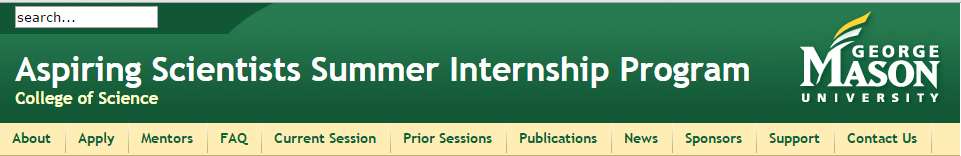 search...
Aspiring Scientists Summer Internship Program
College of Science
GEORGE
MASON
UNIVERSITY
About Apply Mentors FAQ Current Session Prior Sessions Publications News Sponsors Support Contact Us